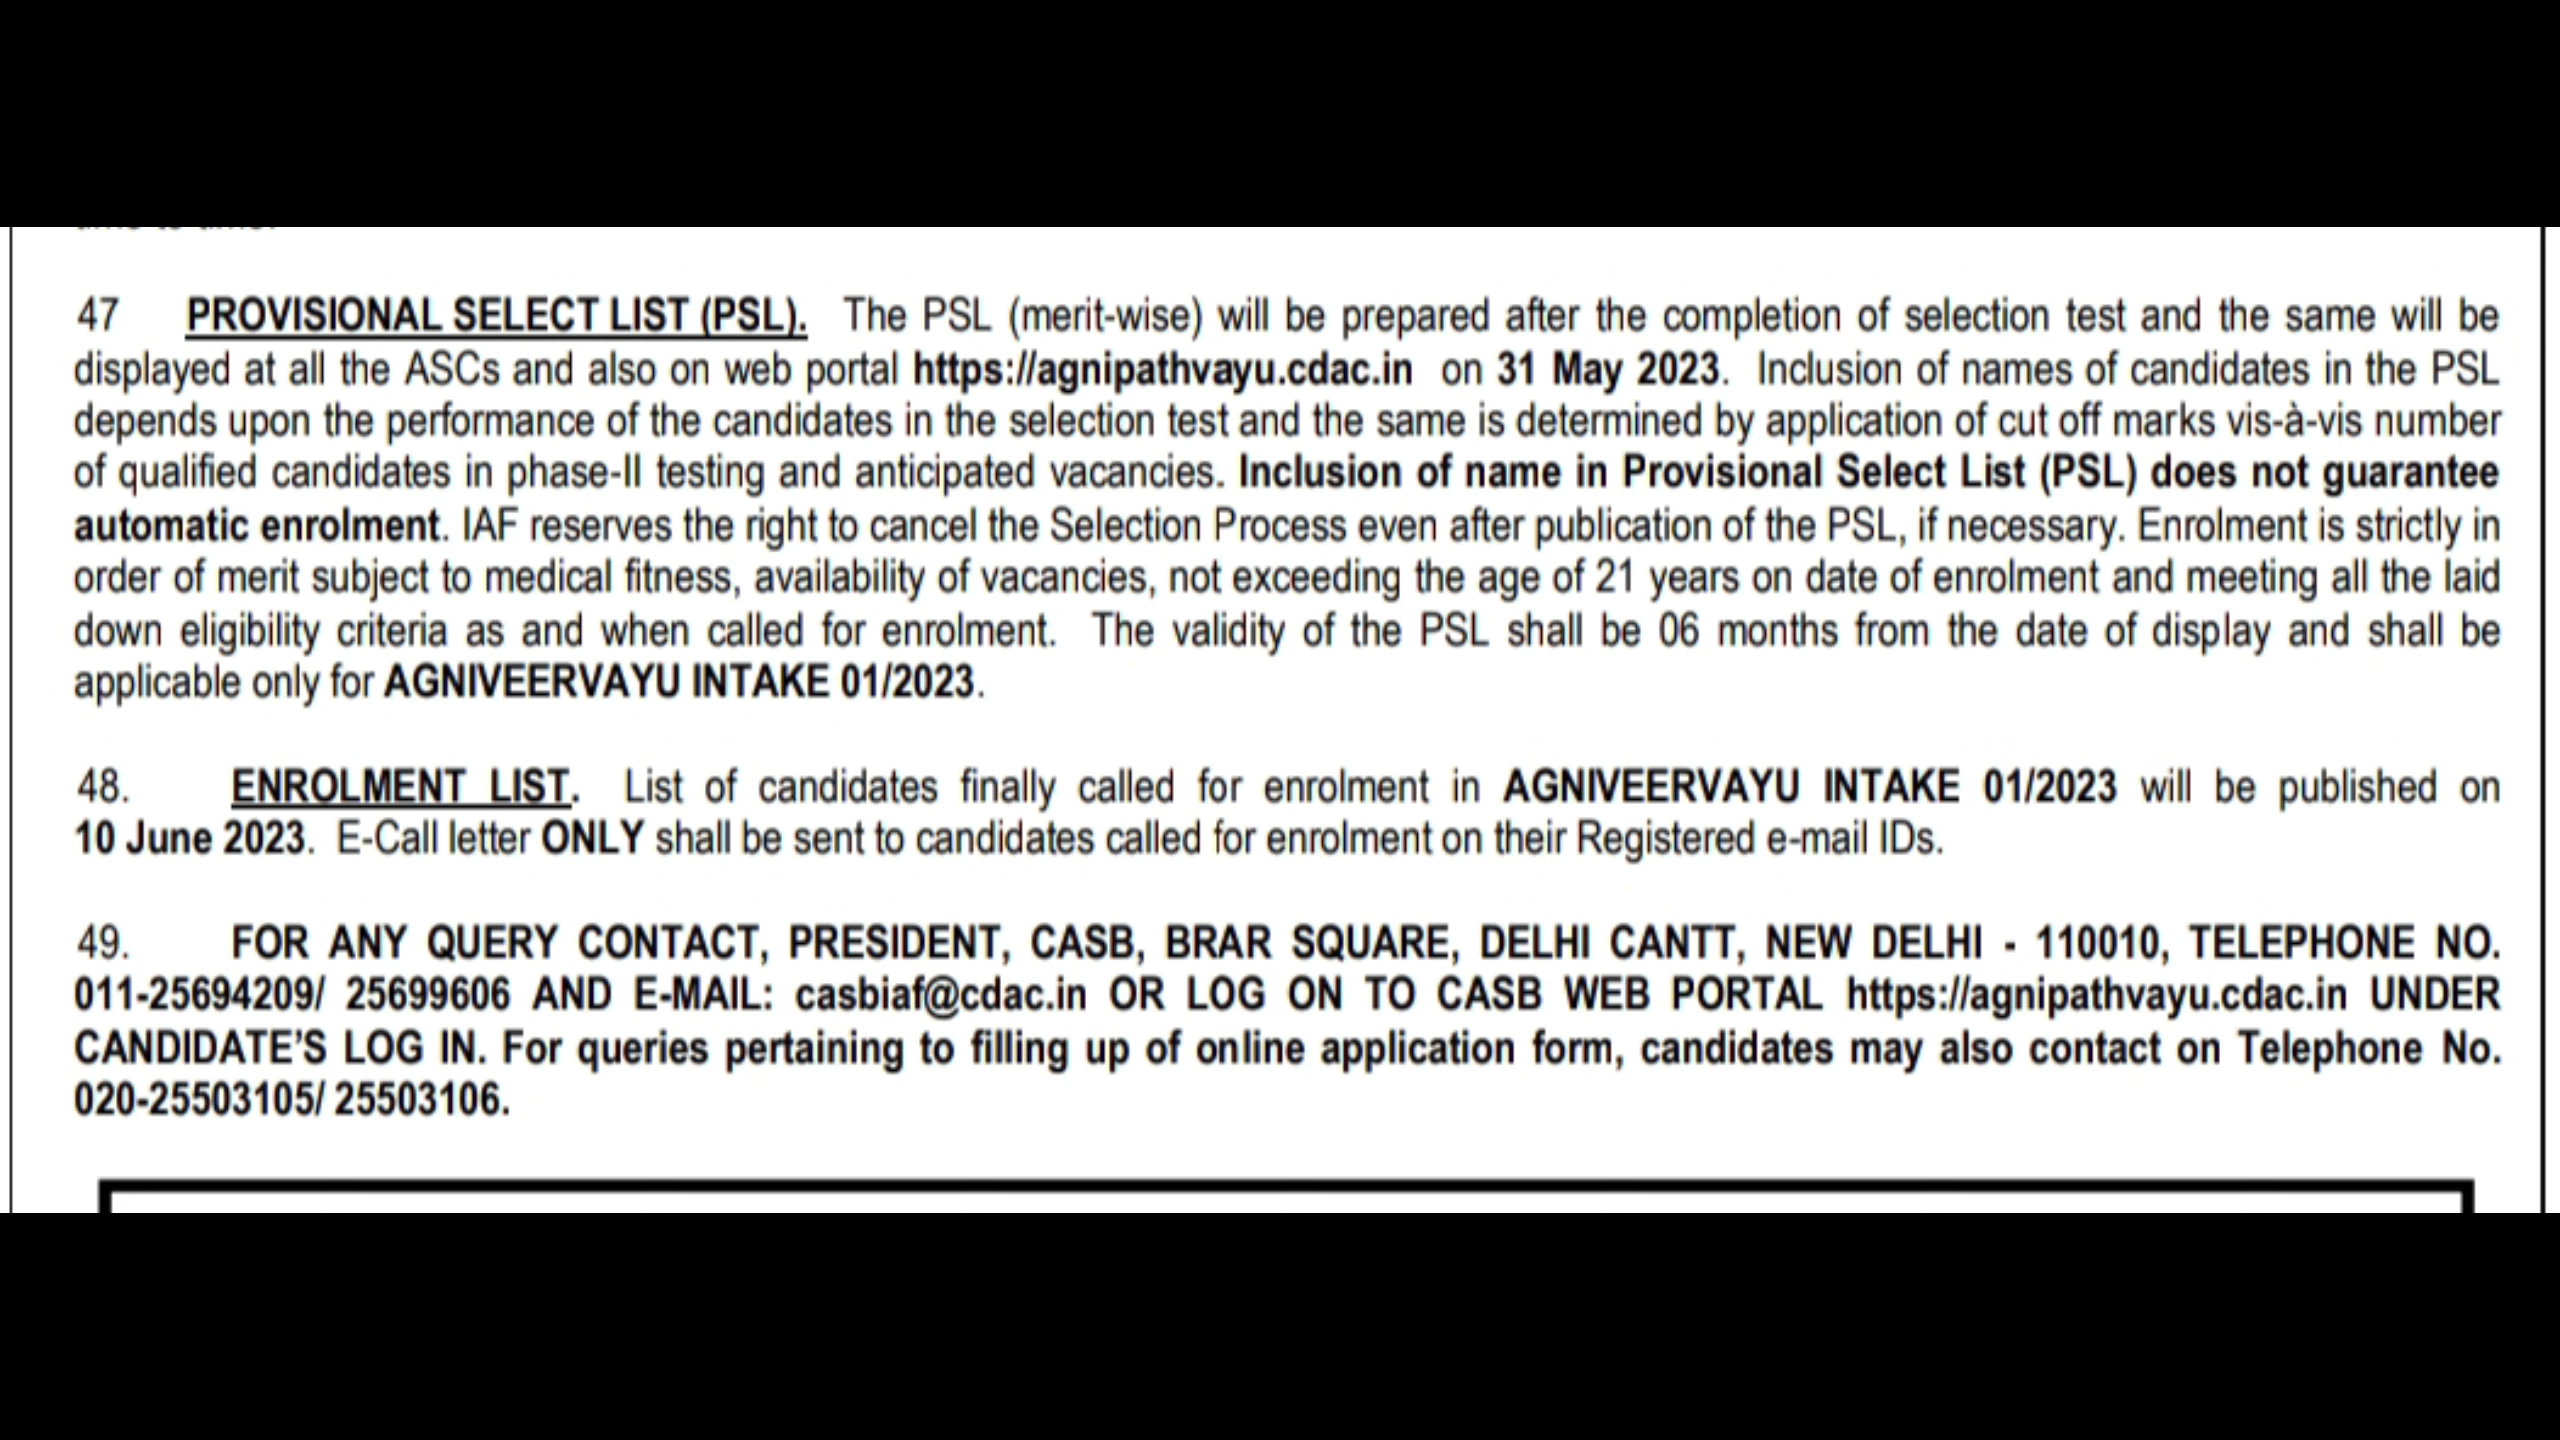 47 PROVISIONAL SELECT LIST (PSL). The PSL (merit-wise) will be prepared after the completion of selection test and the same will be
displayed at all the ASCs and also on web portal https://agnipathvayu.cdac.in on 31 May 2023. Inclusion of names of candidates in the PSL
depends upon the performance of the candidates in the selection test and the same is determined by application of cut off marks vis-à-vis number
of qualified candidates in phase-II testing and anticipated vacancies. Inclusion of name in Provisional Select List (PSL) does not guarantee
automatic enrolment. IAF reserves the right to cancel the Selection Process even after publication of the PSL, if necessary. Enrolment is strictly in
order of merit subject to medical fitness, availability of vacancies, not exceeding the age of 21 years on date of enrolment and meeting all the laid
down eligibility criteria as and when called for enrolment. The validity of the PSL shall be 06 months from the date of display and shall be
applicable only for AGNIVEERVAYU INTAKE 01/2023.
48. ENROLMENT LIST. List of candidates finally called for enrolment in AGNIVEERVAYU INTAKE 01/2023 will be published on
10 June 2023. E-Call letter ONLY shall be sent to candidates called for enrolment on their Registered e-mail IDs.
49. FOR ANY QUERY CONTACT, PRESIDENT, CASB, BRAR SQUARE, DELHI CANTT, NEW DELHI - 110010, TELEPHONE NO.
011-25694209/ 25699606 AND E-MAIL: casbiaf@cdac.in OR LOG ON TO CASB WEB PORTAL https://agnipathvayu.cdac.in UNDER
CANDIDATE'S LOG IN. For queries pertaining to filling up of online application form, candidates may also contact on Telephone No.
020-25503105/ 25503106.